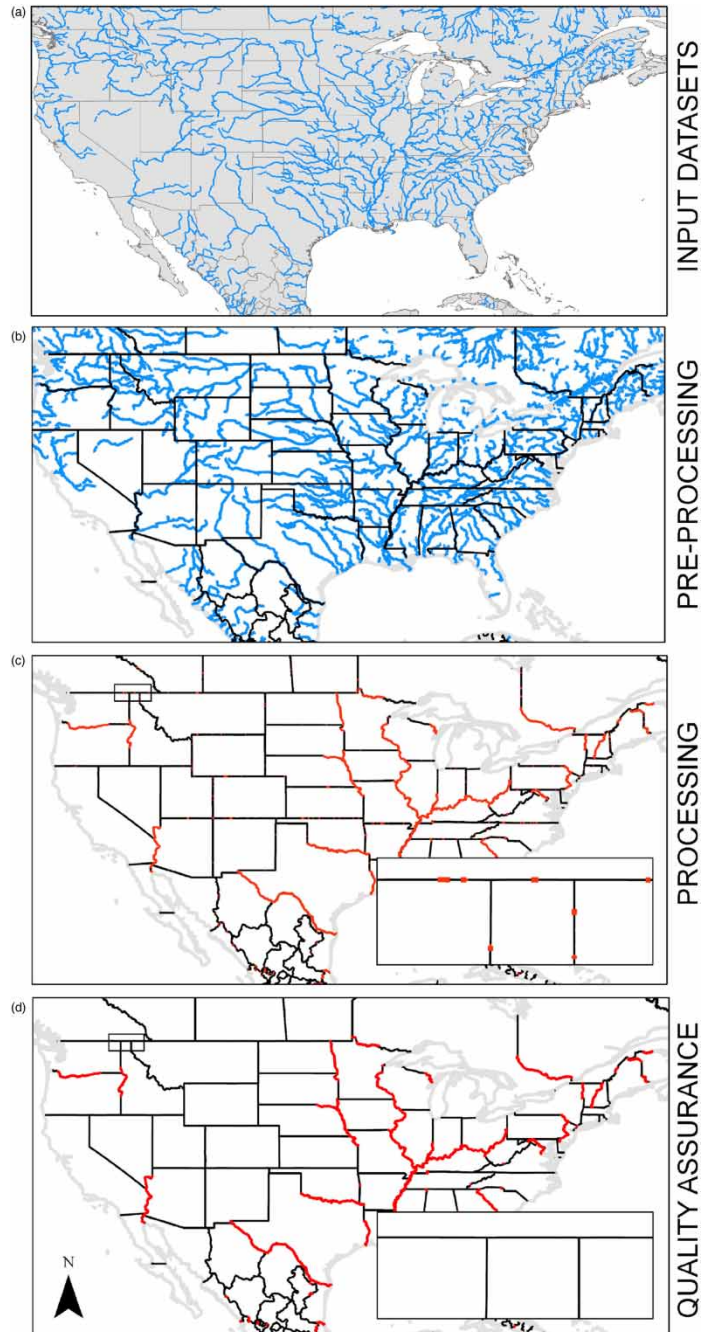 (a)
INPUT DATASETS
(b)
PRE-PROCESSING
(c)
PROCESSING
(d)
QUALITY ASSURANCE
N